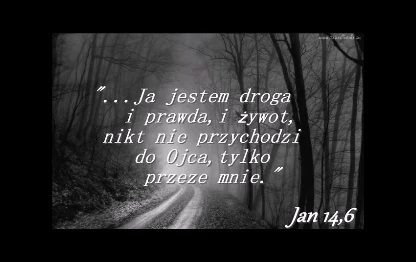 "...Ja jestem droga
i prawda,i żywot,
nikt nie przychodzi
do Ojca,tylko
przeze mnie."
Jan 14,6